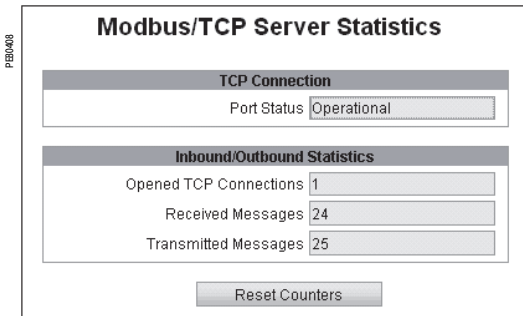 PE80408
Modbus/TCP Server Statistics
TCP Connection
Port Status Operational
Inbound/Outbound Statistics
Opened TCP Connections 1
Received Messages 24
Transmitted Messages 25
Reset Counters